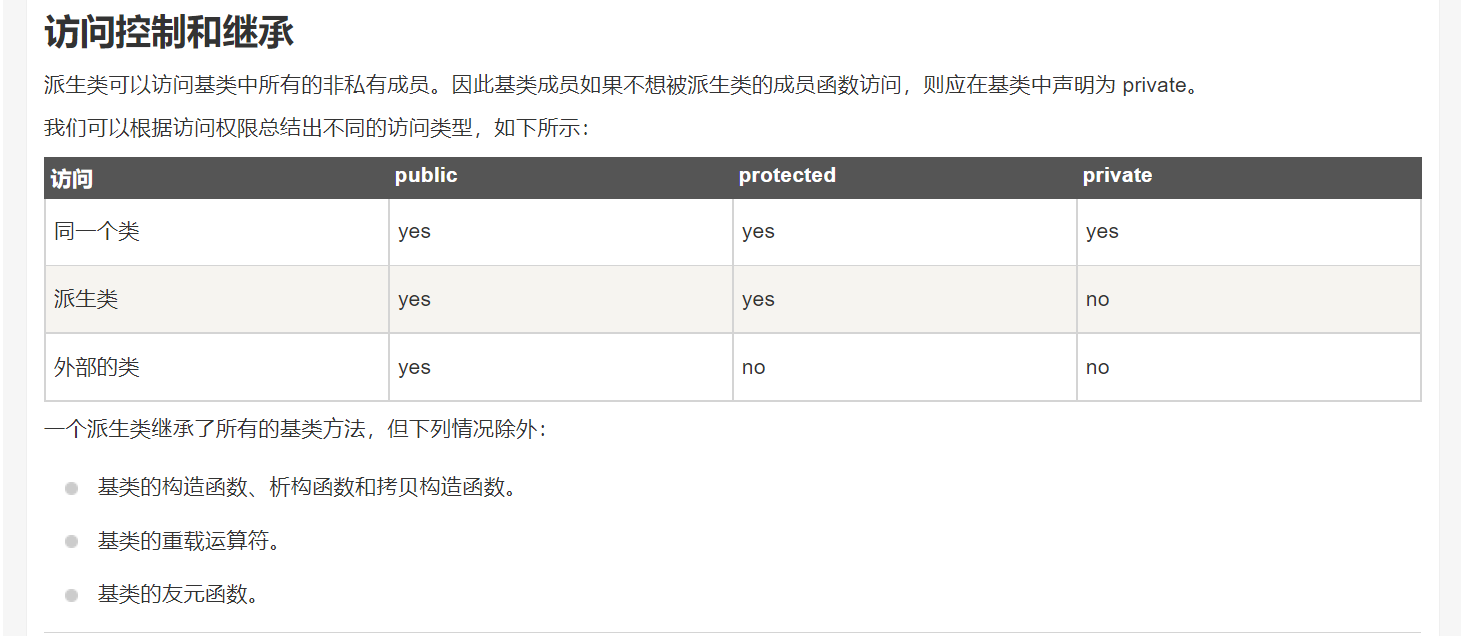 访问控制和继承
派生类可以访问基类中所有的非私有成员。因此基类成员如果不想被派生类的成员函数访问，则应在基类中声明为 private。
我们可以根据访问权限总结出不同的访问类型，如下所示：
访问 public protected private
同一个类 yes yes yes
派生类 yes yes no
外部的类 yes no no
一个派生类继承了所有的基类方法，但下列情况除外：
基类的构造函数、析构函数和拷贝构造函数。
基类的重载运算符。
基类的友元函数。